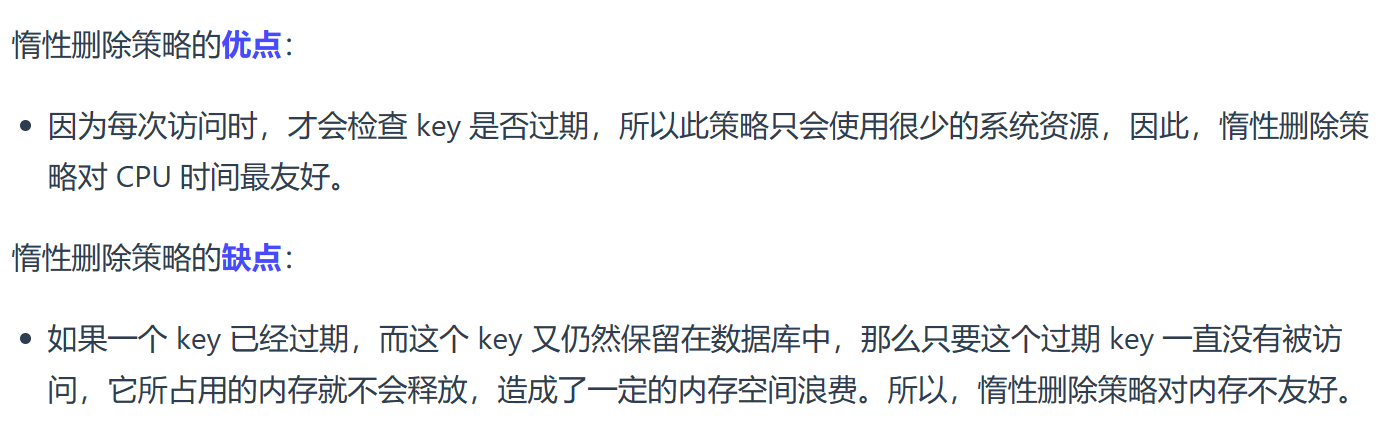 惰性删除策略的优点：
• 因为每次访问时，才会检查 key 是否过期，所以此策略只会使用很少的系统资源，因此，惰性删除策
略对 CPU 时间最友好。
惰性删除策略的缺点：
• 如果一个 key 已经过期，而这个 key 又仍然保留在数据库中，那么只要这个过期 key 一直没有被访
问，它所占用的内存就不会释放，造成了一定的内存空间浪费。所以，惰性删除策略对内存不友好。